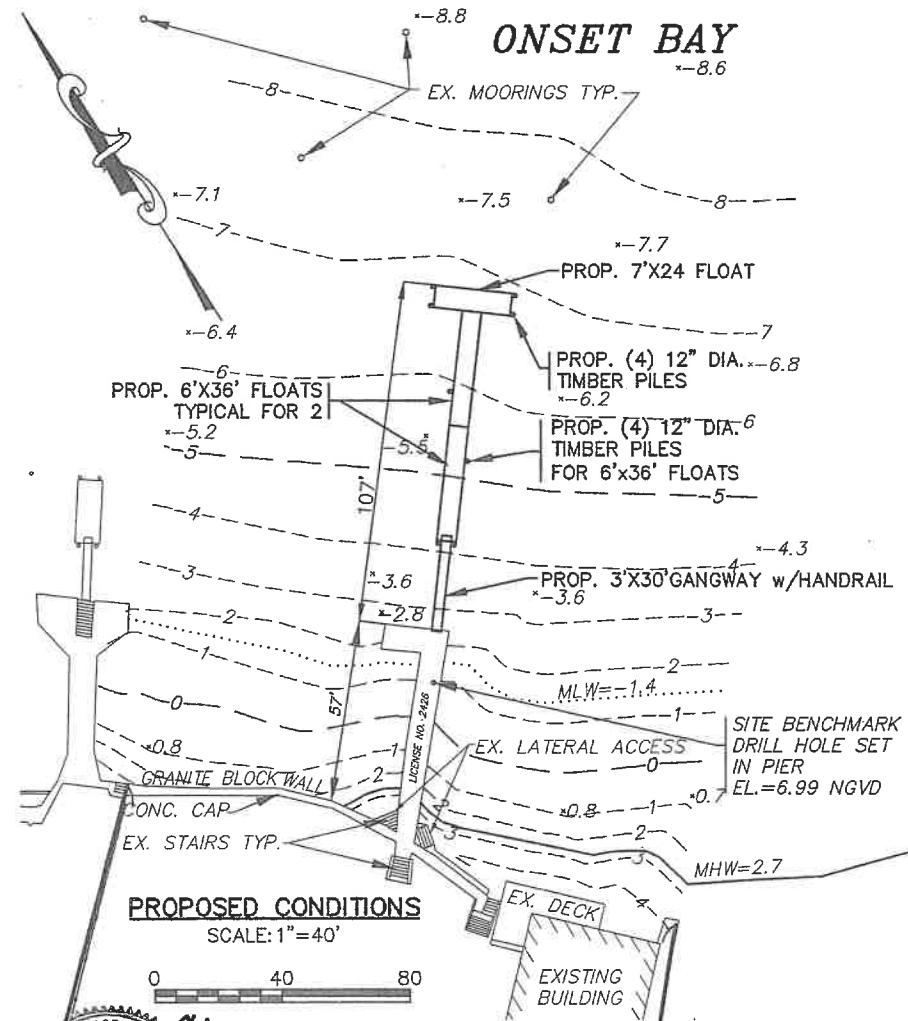 ×-8.8
ONSET BAY
×-8.6
8
EX. MOORINGS TYP.
×-7.1
×-7.5
8
7
×-7.7
PROP. 7'X24 FLOAT
×-6.4
7
6
PROP. (4) 12" DIA.
TIMBER PILES
×-6.8
PROP. 6'X36' FLOATS
TYPICAL FOR 2
×-6.2
6
×-5.2
PROP. (4) 12" DIA.
TIMBER PILES
FOR 6'x36' FLOATS
-5.5×
5
5
107'
4
×-4.3
4
3
×-3.6
PROP. 3'X30'GANGWAY w/HANDRAIL
×-3.6
×-2.8
3
2
2
1
MLW=-1.4
1
0
57'
LICENSE NO. 2426
SITE BENCHMARK
DRILL HOLE SET
IN PIER
EL.=6.99 NGVD
EX. LATERAL ACCESS
0
×0.8
1
GRANITE BLOCK WALL
2
×0.8
1
×0.7
CONC. CAP
2
2
3
3
EX. STAIRS TYP.
MHW=2.7
4
PROPOSED CONDITIONS
SCALE: 1"=40'
EX. DECK
0 40 80
EXISTING
BUILDING